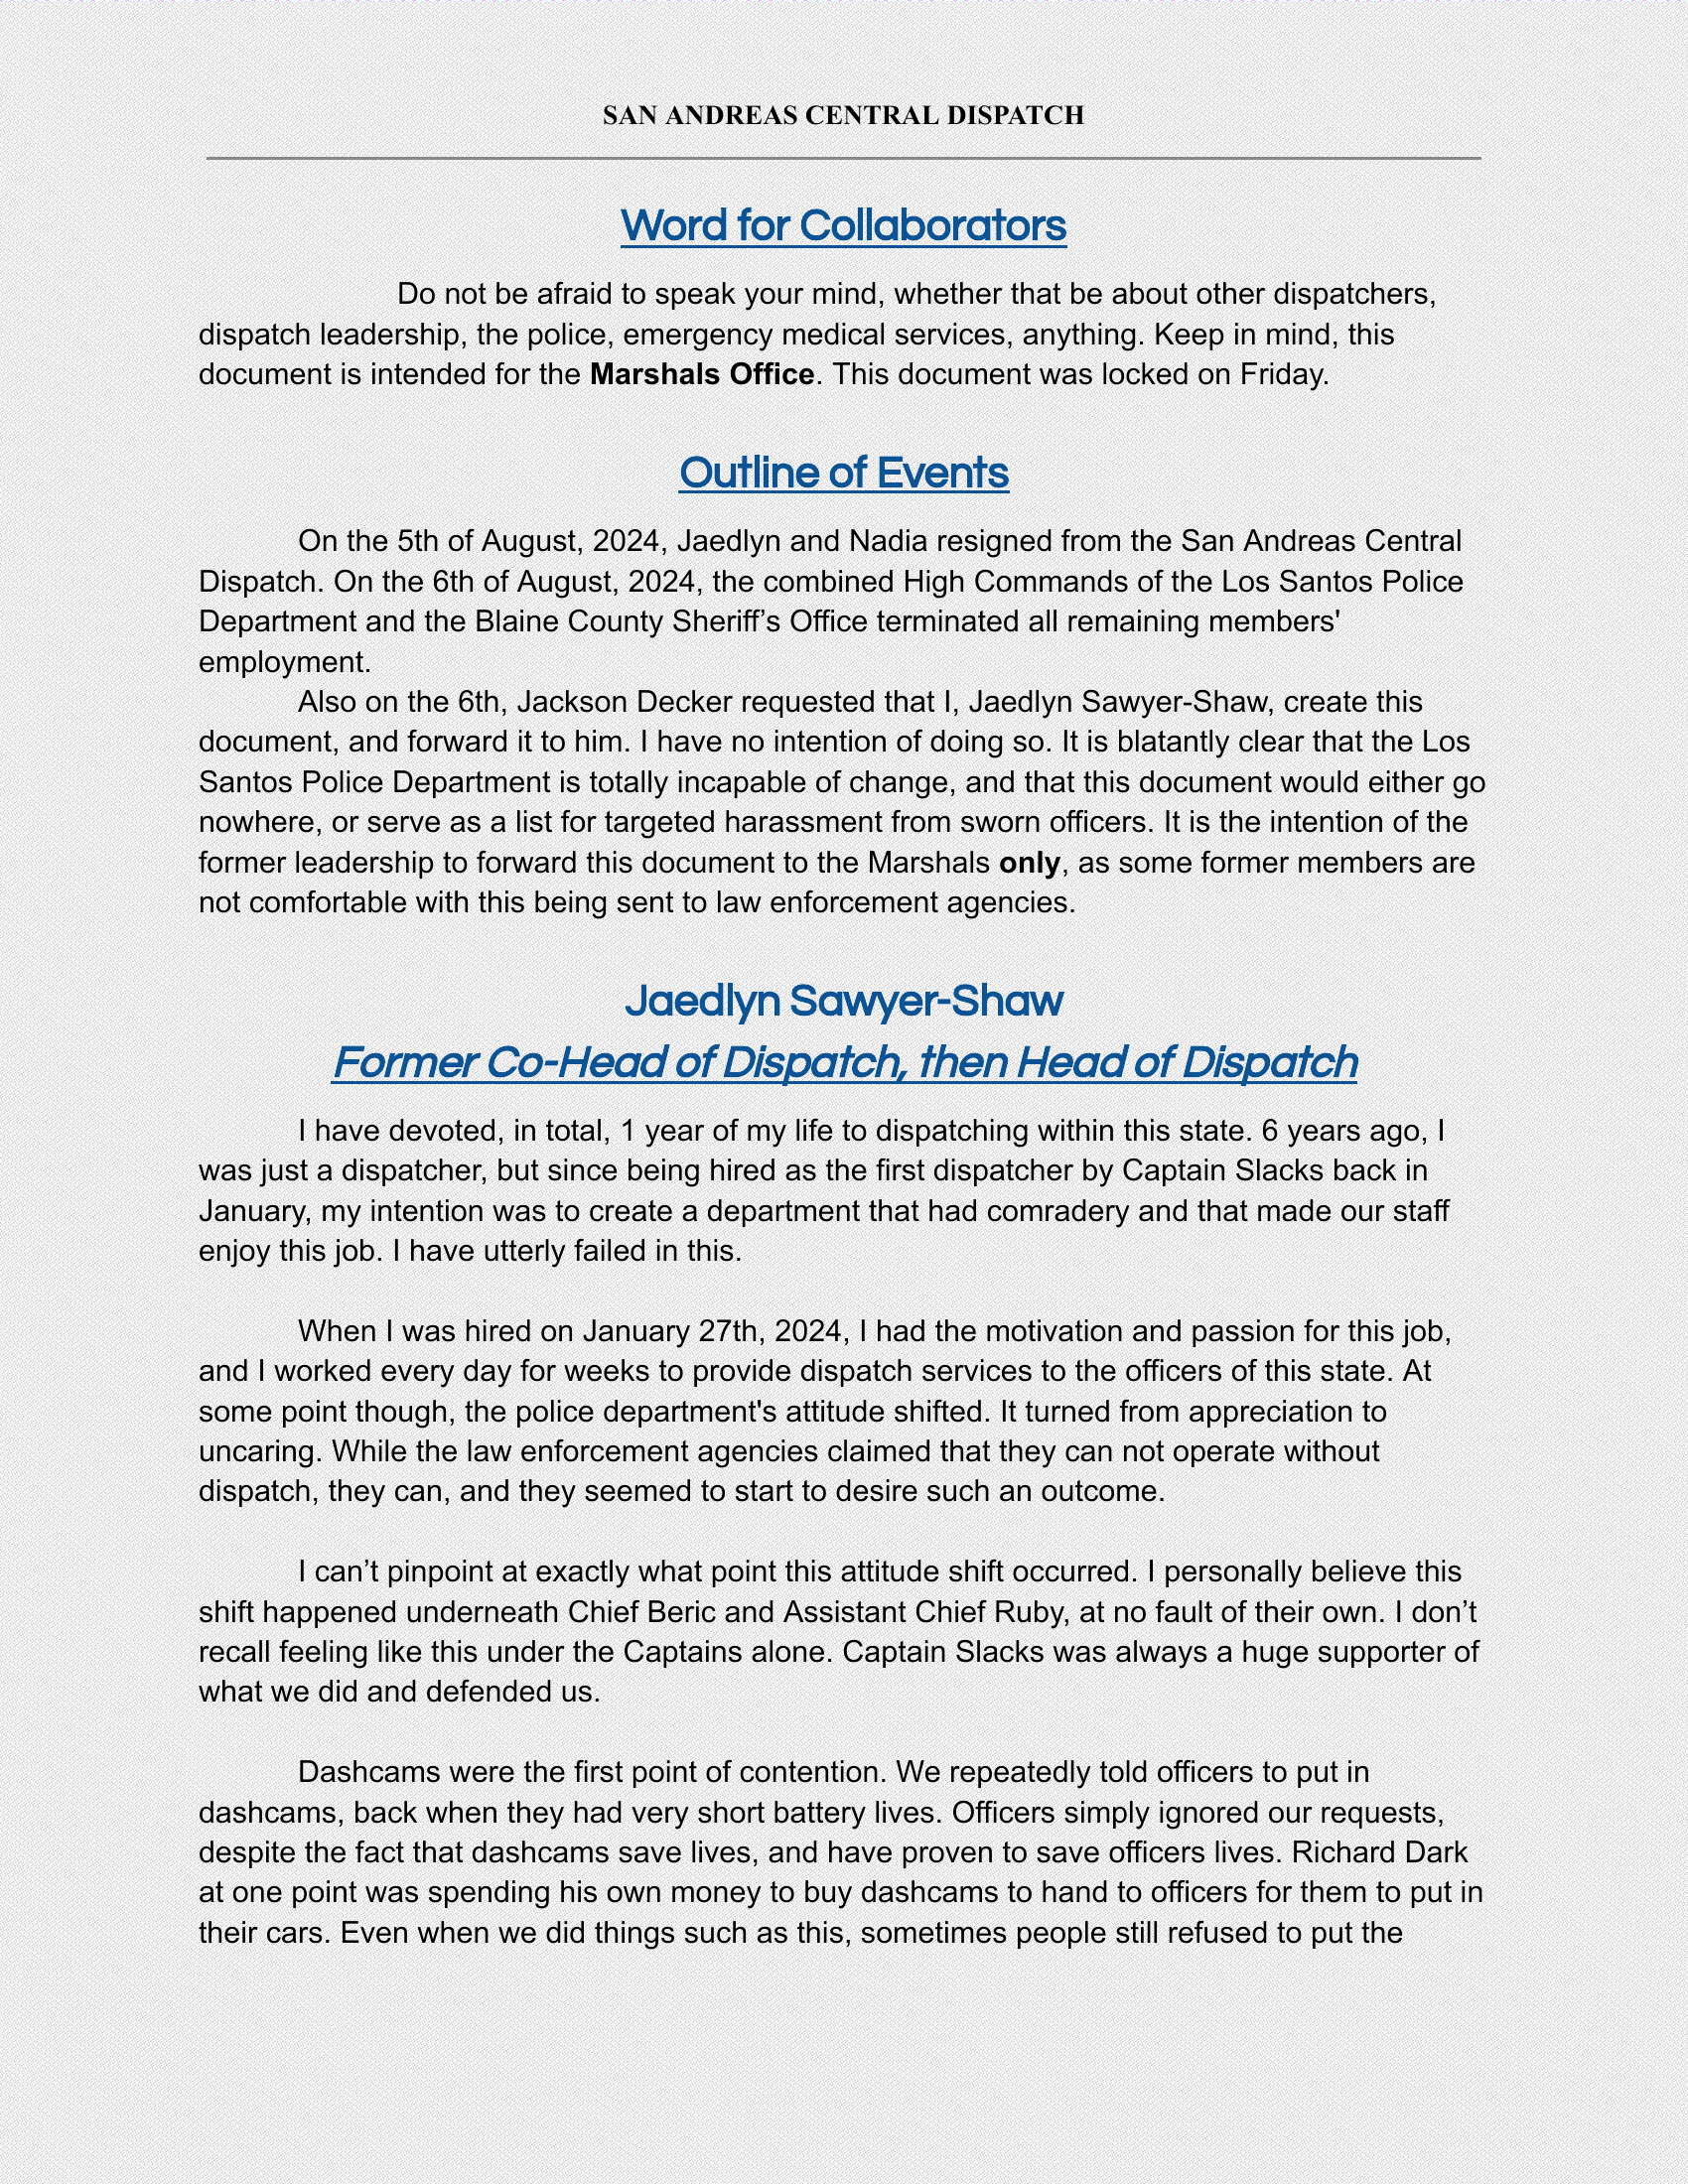 SAN ANDREAS CENTRAL DISPATCH
Word for Collaborators
Do not be afraid to speak your mind, whether that be about other dispatchers,
dispatch leadership, the police, emergency medical services, anything. Keep in mind, this
document is intended for the Marshals Office. This document was locked on Friday.
Outline of Events
On the 5th of August, 2024, Jaedlyn and Nadia resigned from the San Andreas Central
Dispatch. On the 6th of August, 2024, the combined High Commands of the Los Santos Police
Department and the Blaine County Sheriff’s Office terminated all remaining members'
employment.
Also on the 6th, Jackson Decker requested that I, Jaedlyn Sawyer-Shaw, create this
document, and forward it to him. I have no intention of doing so. It is blatantly clear that the Los
Santos Police Department is totally incapable of change, and that this document would either go
nowhere, or serve as a list for targeted harassment from sworn officers. It is the intention of the
former leadership to forward this document to the Marshals only, as some former members are
not comfortable with this being sent to law enforcement agencies.
Jaedlyn Sawyer-Shaw
Former Co-Head of Dispatch, then Head of Dispatch
I have devoted, in total, 1 year of my life to dispatching within this state. 6 years ago, I
was just a dispatcher, but since being hired as the first dispatcher by Captain Slacks back in
January, my intention was to create a department that had comradery and that made our staff
enjoy this job. I have utterly failed in this.
When I was hired on January 27th, 2024, I had the motivation and passion for this job,
and I worked every day for weeks to provide dispatch services to the officers of this state. At
some point though, the police department's attitude shifted. It turned from appreciation to
uncaring. While the law enforcement agencies claimed that they can not operate without
dispatch, they can, and they seemed to start to desire such an outcome.
I can’t pinpoint at exactly what point this attitude shift occurred. I personally believe this
shift happened underneath Chief Beric and Assistant Chief Ruby, at no fault of their own. I don’t
recall feeling like this under the Captains alone. Captain Slacks was always a huge supporter of
what we did and defended us.
Dashcams were the first point of contention. We repeatedly told officers to put in
dashcams, back when they had very short battery lives. Officers simply ignored our requests,
despite the fact that dashcams save lives, and have proven to save officers lives. Richard Dark
at one point was spending his own money to buy dashcams to hand to officers for them to put in
their cars. Even when we did things such as this, sometimes people still refused to put the